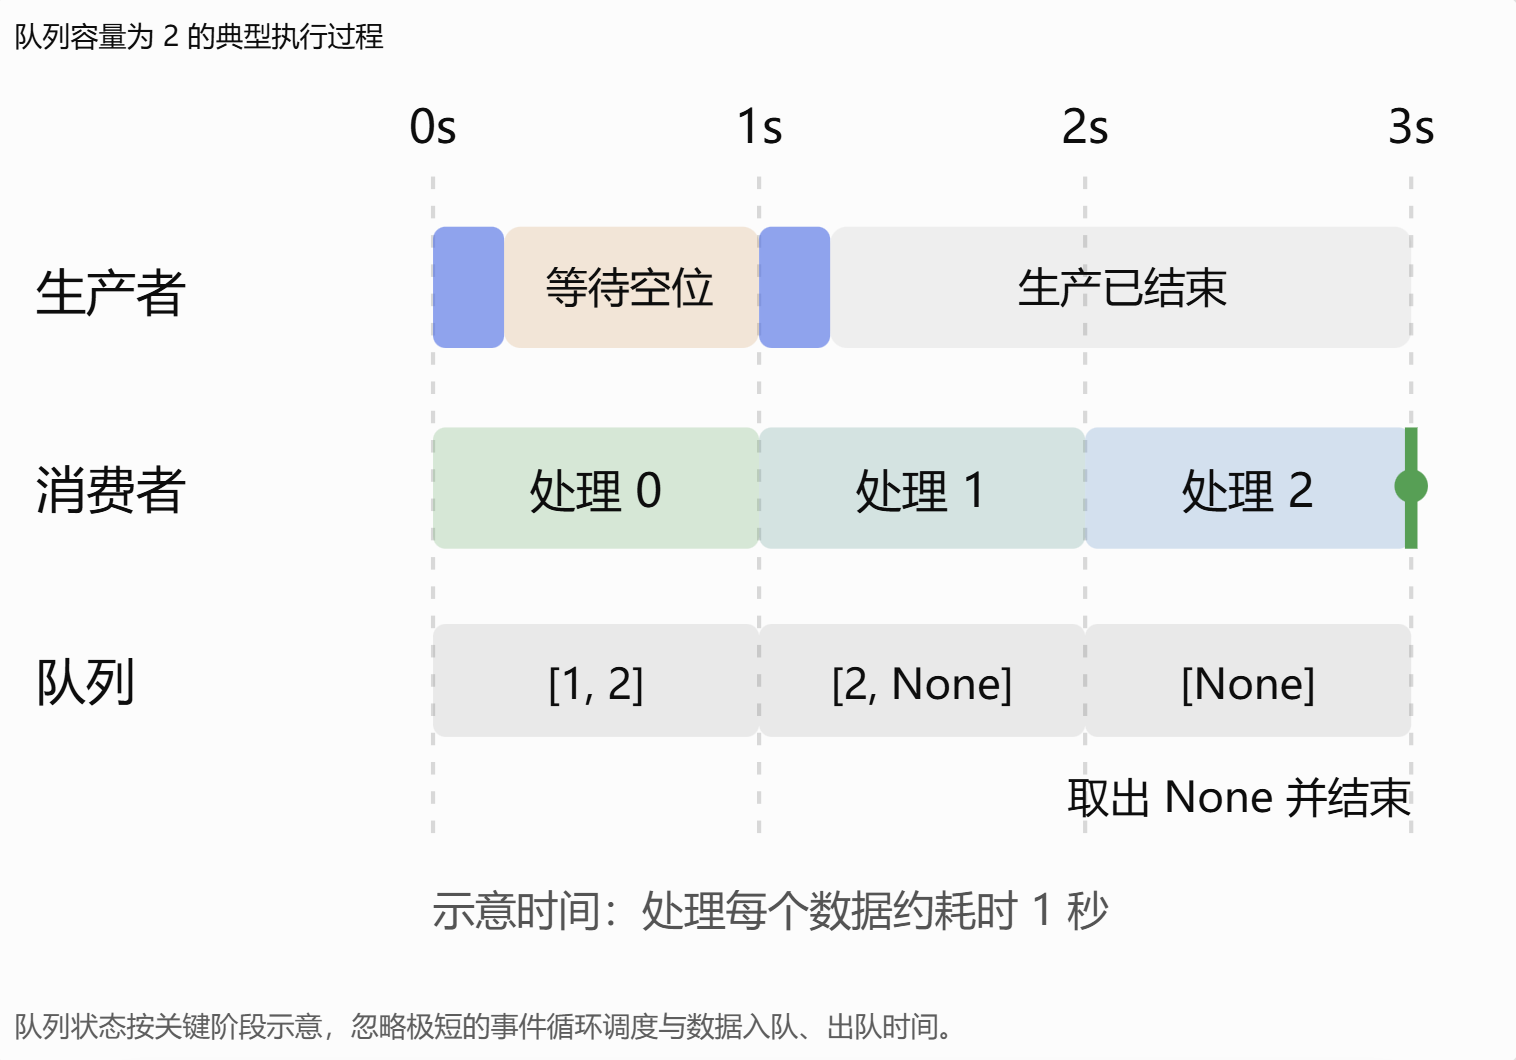 队列容量为 2 的典型执行过程
0s 1s 2s 3s
生产者 等待空位 生产已结束
消费者 处理 0 处理 1 处理 2
队列 [1, 2] [2, None] [None]
取出 None 并结束
示意时间：处理每个数据约耗时 1 秒
队列状态按关键阶段示意，忽略极短的事件循环调度与数据入队、出队时间。